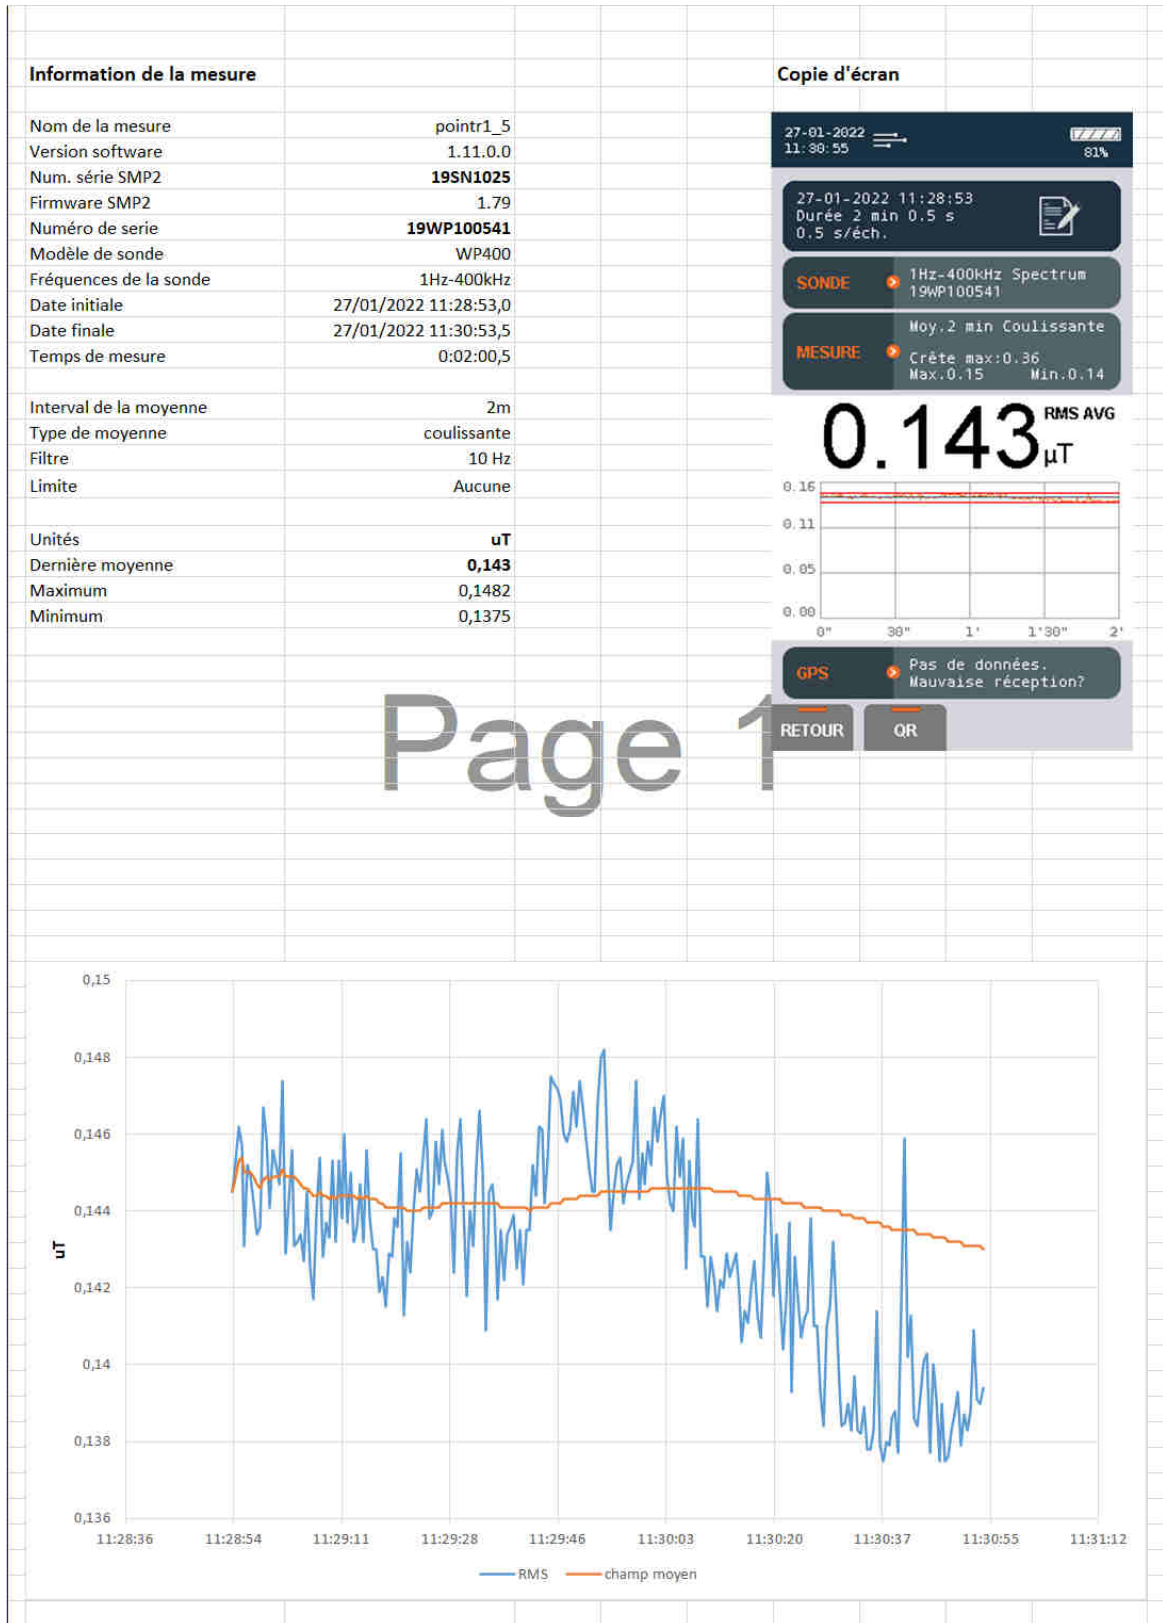 Information de la mesure
Nom de la mesure pointr1_5
Version software 1.11.0.0
Num. série SMP2 19SN1025
Firmware SMP2 1.79
Numéro de serie 19WP100541
Modèle de sonde WP400
Fréquences de la sonde 1Hz-400kHz
Date initiale 27/01/2022 11:28:53,0
Date finale 27/01/2022 11:30:53,5
Temps de mesure 0:02:00,5
Interval de la moyenne 2m
Type de moyenne coulissante
Filtre 10 Hz
Limite Aucune
Unités uT
Dernière moyenne 0,143
Maximum 0,1482
Minimum 0,1375
Copie d'écran
27-01-2022
11:30:55
81%
27-01-2022 11:28:53
Durée 2 min 0.5 s
0.5 s/éch.
SONDE
1Hz-400kHz Spectrum
19WP100541
MESURE
Moy.2 min Coulissante
Crête max:0.36
Max.0.15 Min.0.14
0.143 RMS AVG
µT
0.16
0.11
0.05
0.00
0" 30" 1' 1'30" 2'
GPS
Pas de données.
Mauvaise réception?
RETOUR QR
Page 1
0,15
0,148
0,146
0,144
0,142
0,14
0,138
0,136
uT
11:28:36 11:28:54 11:29:11 11:29:28 11:29:46 11:30:03 11:30:20 11:30:37 11:30:55 11:31:12
RMS champ moyen